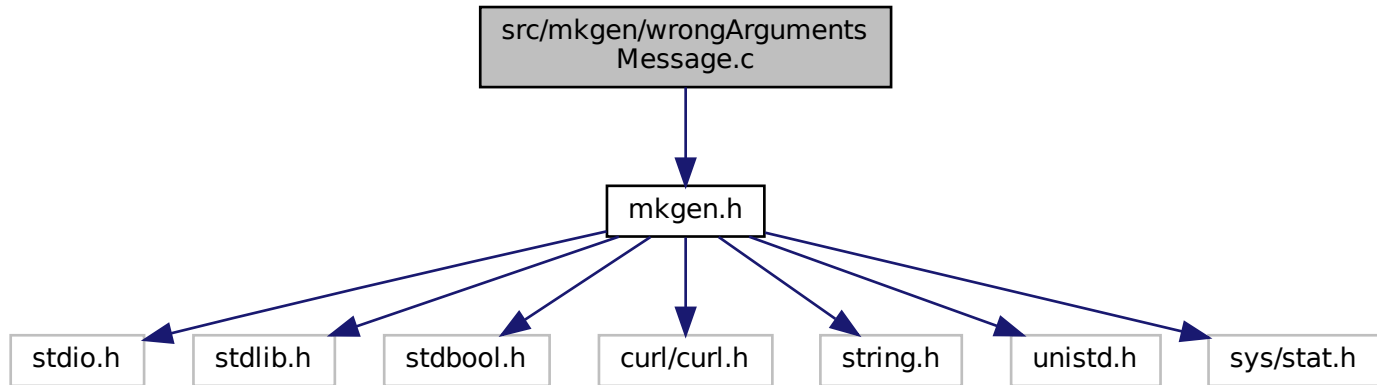 src/mkgen/wrongArguments
Message.c
mkgen.h
stdio.h
stdlib.h
stdbool.h
curl/curl.h
string.h
unistd.h
sys/stat.h